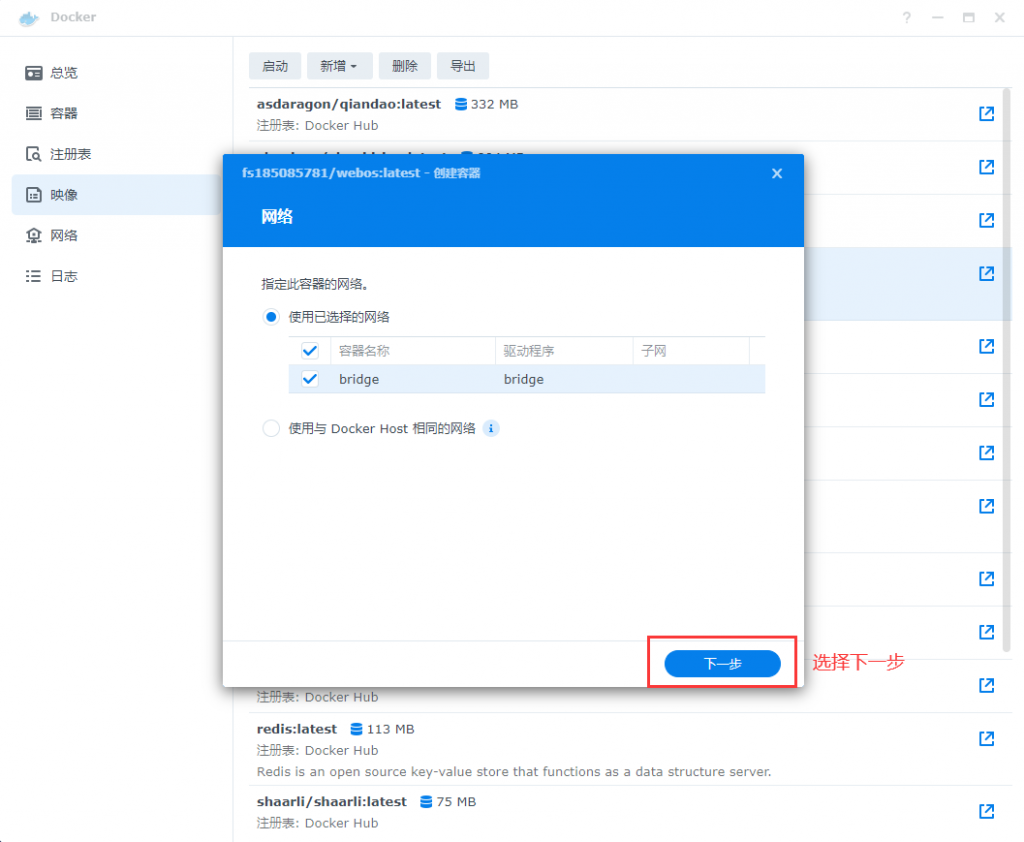 Docker
总览
容器
注册表
映像
网络
日志
启动 新增 删除 导出
asdaragon/qiandao:latest 332 MB
注册表: Docker Hub
fs185085781/webos:latest - 创建容器
网络
指定此容器的网络。
使用已选择的网络
容器名称 驱动程序 子网
bridge bridge
使用与 Docker Host 相同的网络
下一步
选择下一步
注册表: Docker Hub
redis:latest 113 MB
注册表: Docker Hub
Redis is an open source key-value store that functions as a data structure server.
shaarli/shaarli:latest 75 MB
注册表: Docker Hub